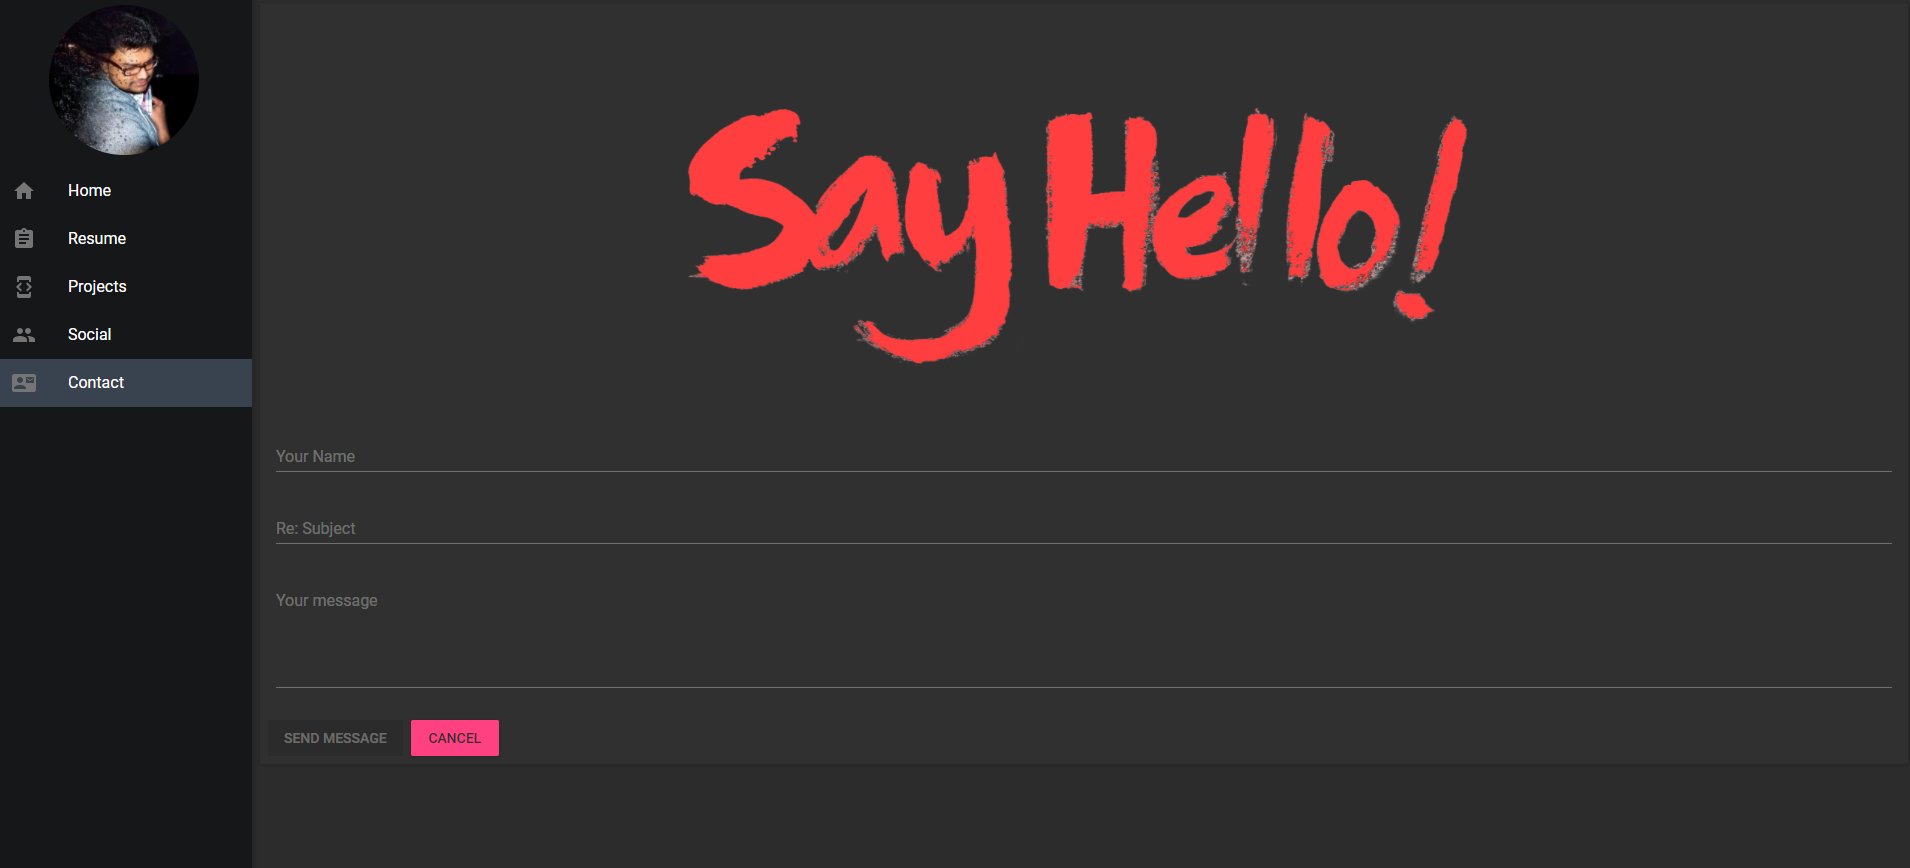 Home
Resume
Projects
Social
Contact
Say Hello!
Your Name
Re: Subject
Your message
SEND MESSAGE
CANCEL